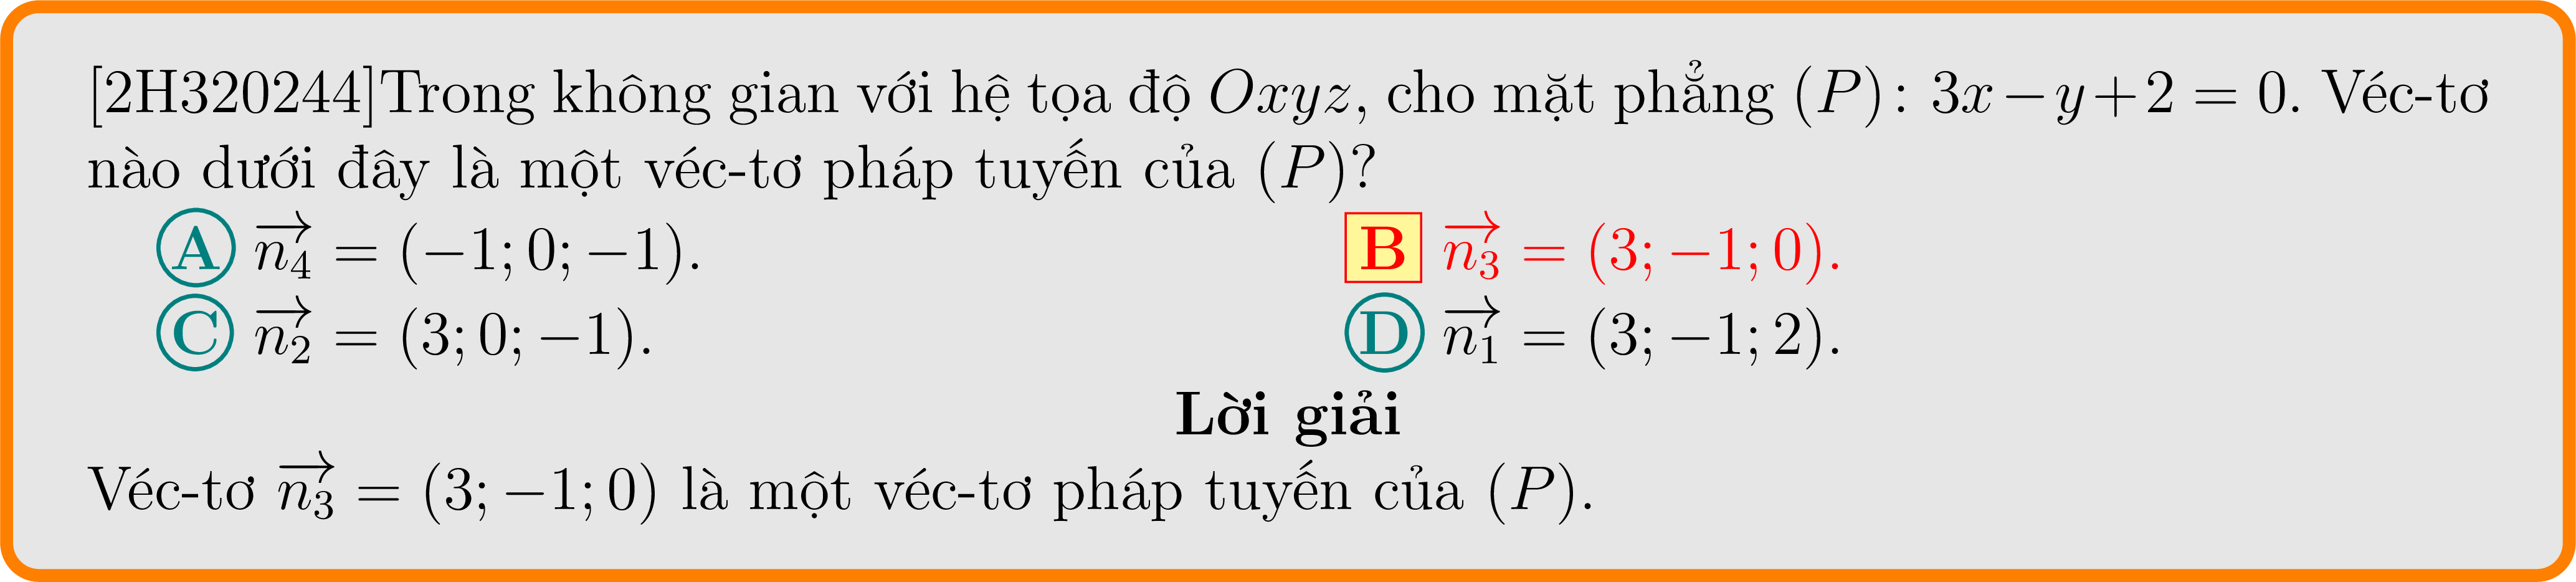 [2H320244]Trong không gian với hệ tọa độ Oxyz, cho mặt phẳng (P): 3x−y+2 = 0. Véc-tơ
nào dưới đây là một véc-tơ pháp tuyến của (P)?
A $\overrightarrow{n_4}$ = (−1; 0; −1). B $\overrightarrow{n_3}$ = (3; −1; 0).
C $\overrightarrow{n_2}$ = (3; 0; −1). D $\overrightarrow{n_1}$ = (3; −1; 2).
Lời giải
Véc-tơ $\overrightarrow{n_3}$ = (3; −1; 0) là một véc-tơ pháp tuyến của (P).